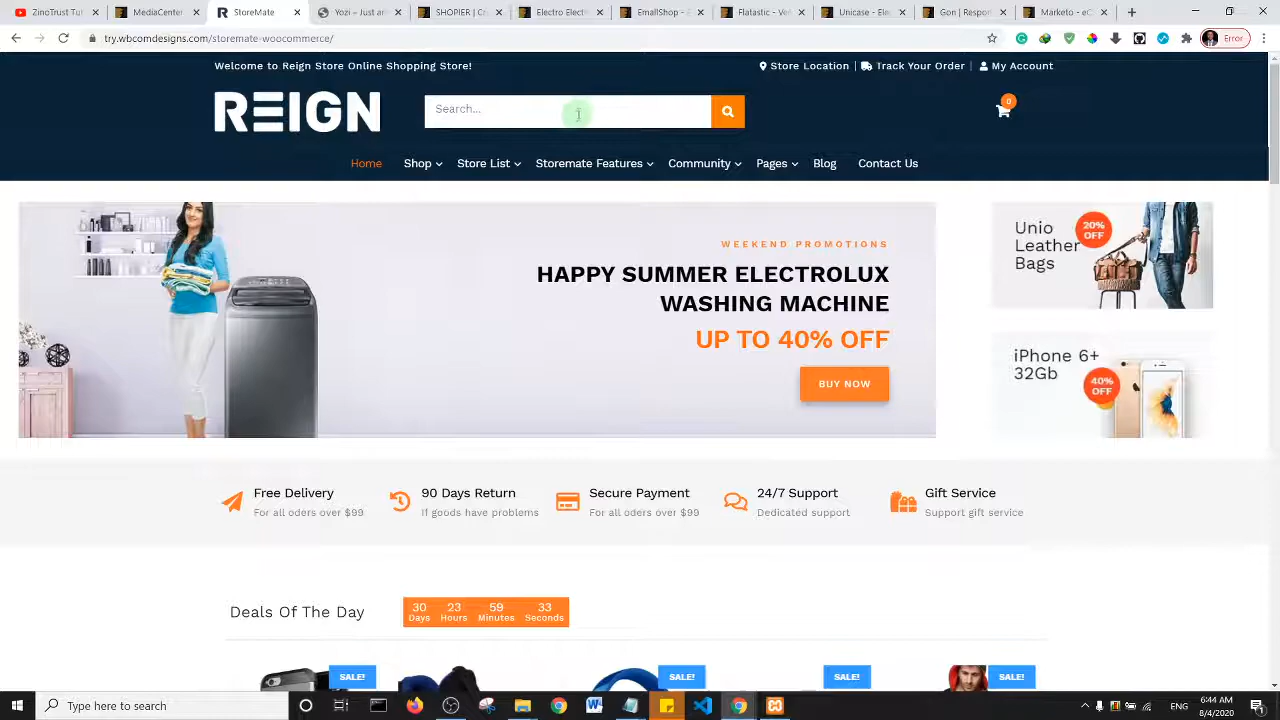 ZinoTrust Tut
MediaCenter
StoreMate
Yozi – Just an
SHOPPER | Cr
Electro Electr
EmailShop - E
Flatastic - Ver
Unicase - Ele
Gon | Respon
Marketo - eC
try.wbcomdesigns.com/storemate-woocommerce/
Error
Welcome to Reign Store Online Shopping Store!
Store Location | Track Your Order | My Account
REIGN
Search...
0
Home Shop Store List Storemate Features Community Pages Blog Contact Us
WEEKEND PROMOTIONS
HAPPY SUMMER ELECTROLUX
WASHING MACHINE
UP TO 40% OFF
BUY NOW
Unio
Leather
Bags
20%
OFF
iPhone 6+
32Gb
40%
OFF
Free Delivery
For all oders over $99
90 Days Return
If goods have problems
Secure Payment
For all oders over $99
24/7 Support
Dedicated support
Gift Service
Support gift service
Deals Of The Day
30 23 59 33
Days Hours Minutes Seconds
SALE!
SALE!
SALE!
SALE!
Type here to search
ENG
6:44 AM
8/4/2020